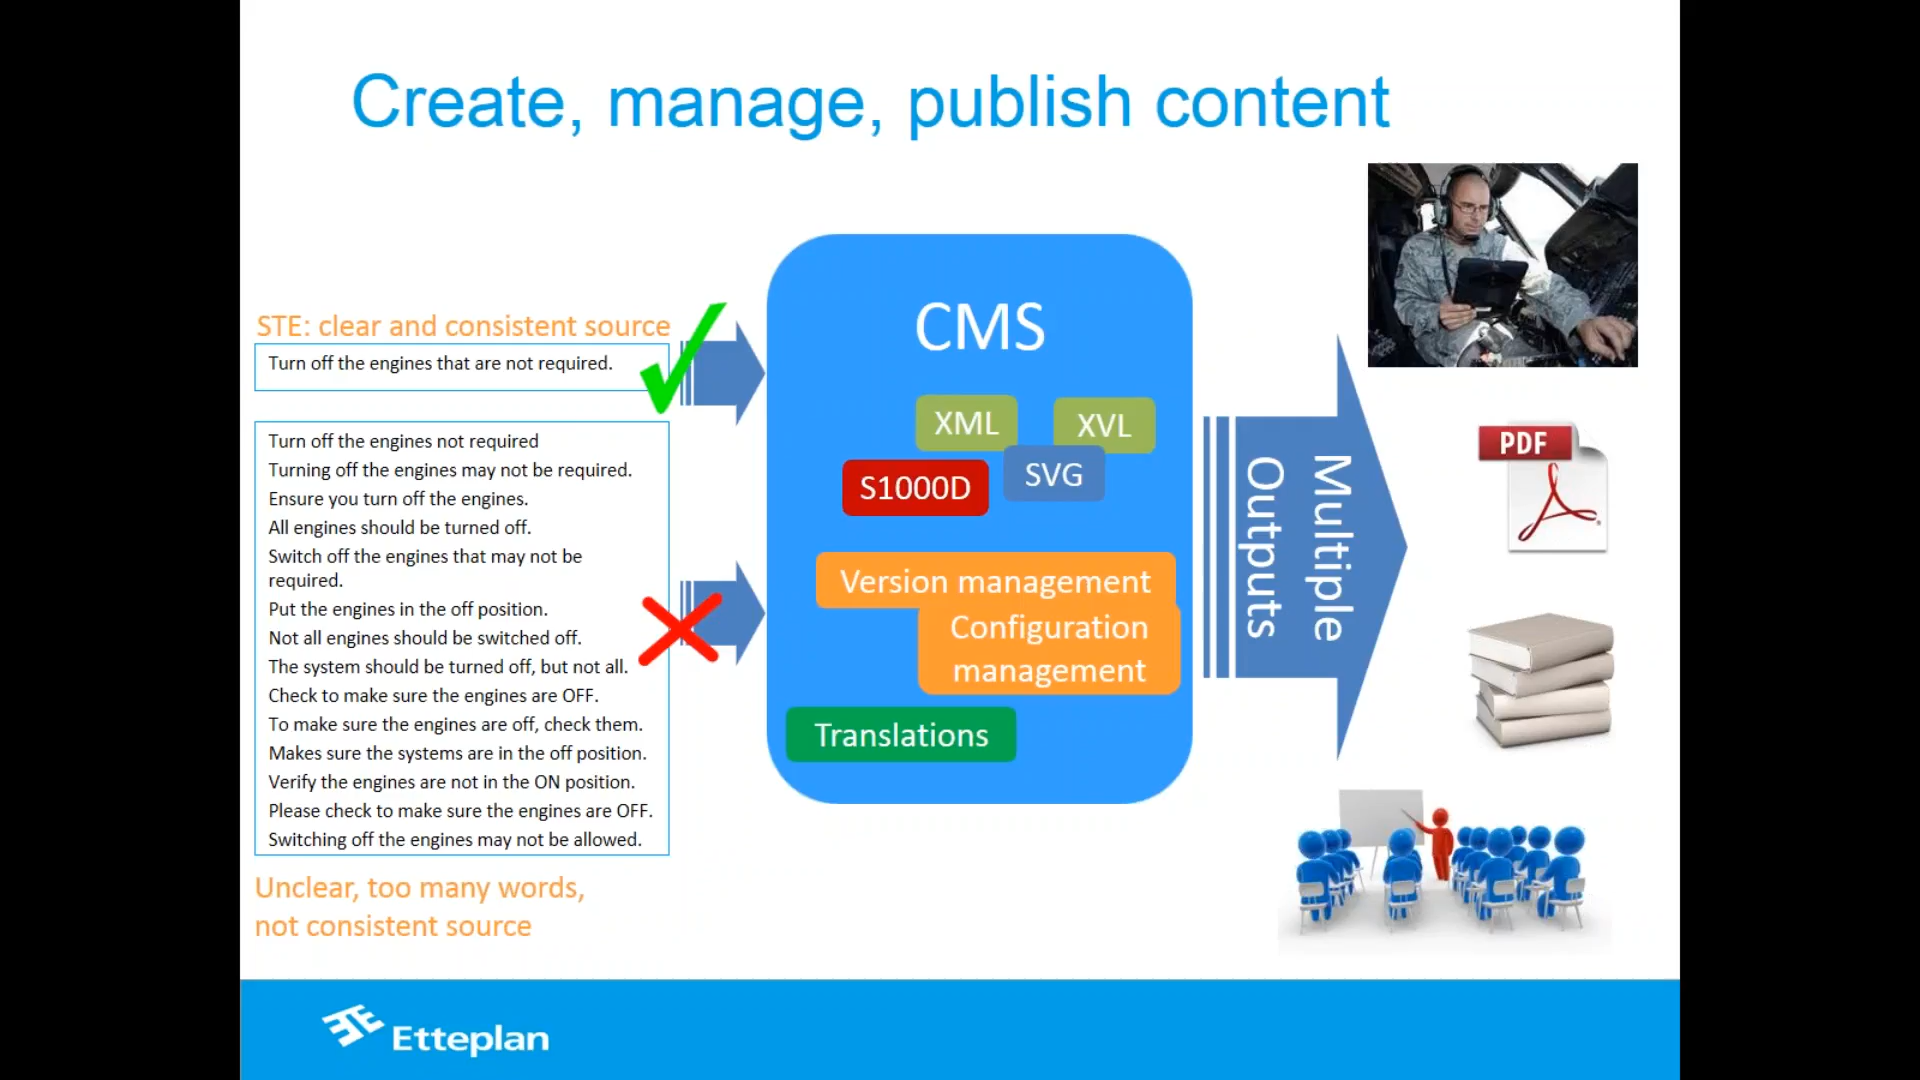 Create, manage, publish content
STE: clear and consistent source
Turn off the engines that are not required.
Turn off the engines not required
Turning off the engines may not be required.
Ensure you turn off the engines.
All engines should be turned off.
Switch off the engines that may not be
required.
Put the engines in the off position.
Not all engines should be switched off.
The system should be turned off, but not all.
Check to make sure the engines are OFF.
To make sure the engines are off, check them.
Makes sure the systems are in the off position.
Verify the engines are not in the ON position.
Please check to make sure the engines are OFF.
Switching off the engines may not be allowed.
Unclear, too many words,
not consistent source
CMS
XML
XVL
S1000D
SVG
Version management
Configuration
management
Translations
Multiple
Outputs
PDF
Etteplan